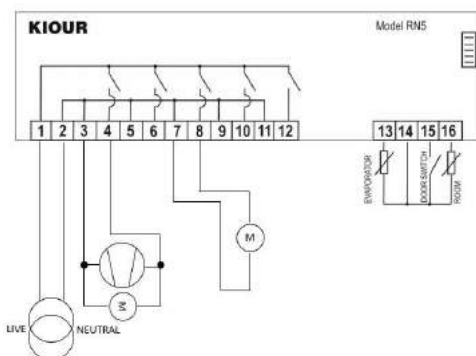 KIOUR Model RN5
1 2 3 4 5 6 7 8 9 10 11 12 13 14 15 16
EVAPORATOR
DOOR SWITCH
ROOM
M
M
LIVE NEUTRAL